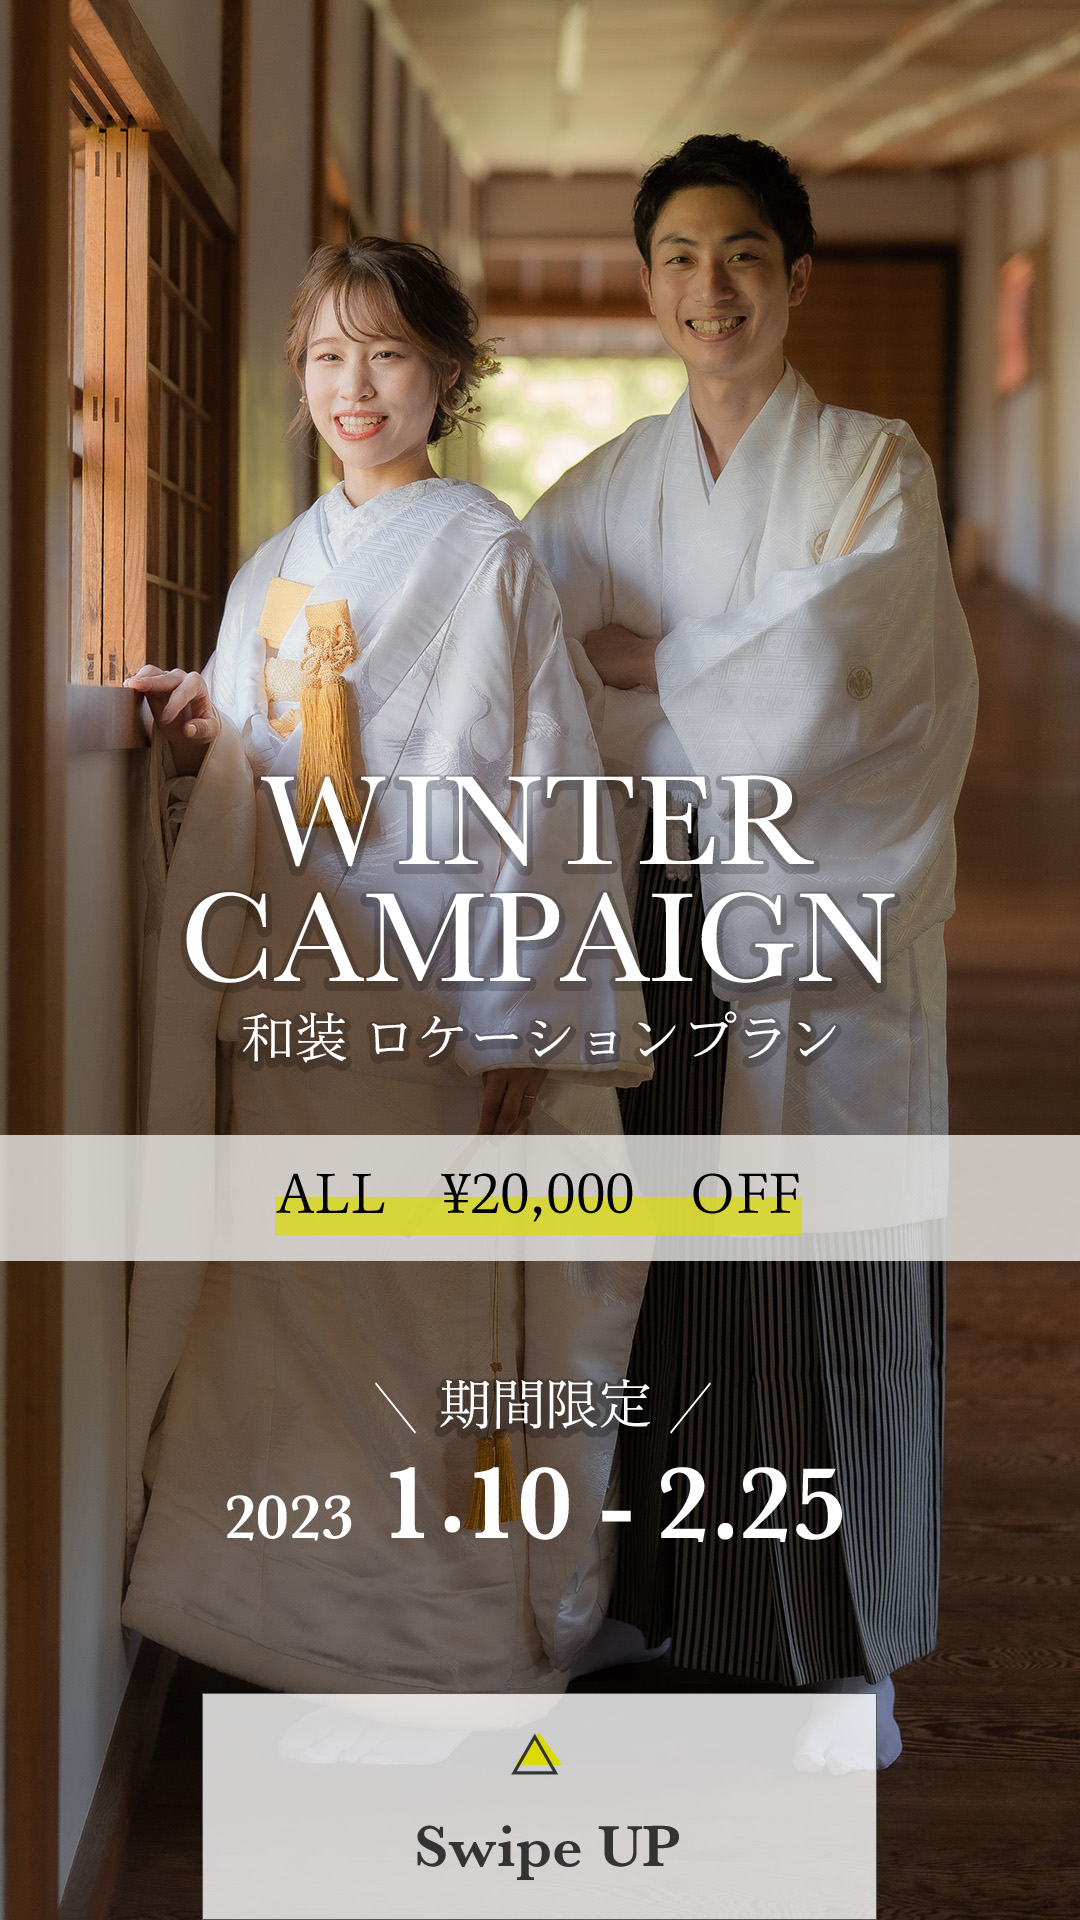 WINTER
CAMPAIGN
和装 ロケーションプラン
ALL ¥20,000 OFF
＼ 期間限定 ／
2023 1.10 - 2.25
Swipe UP